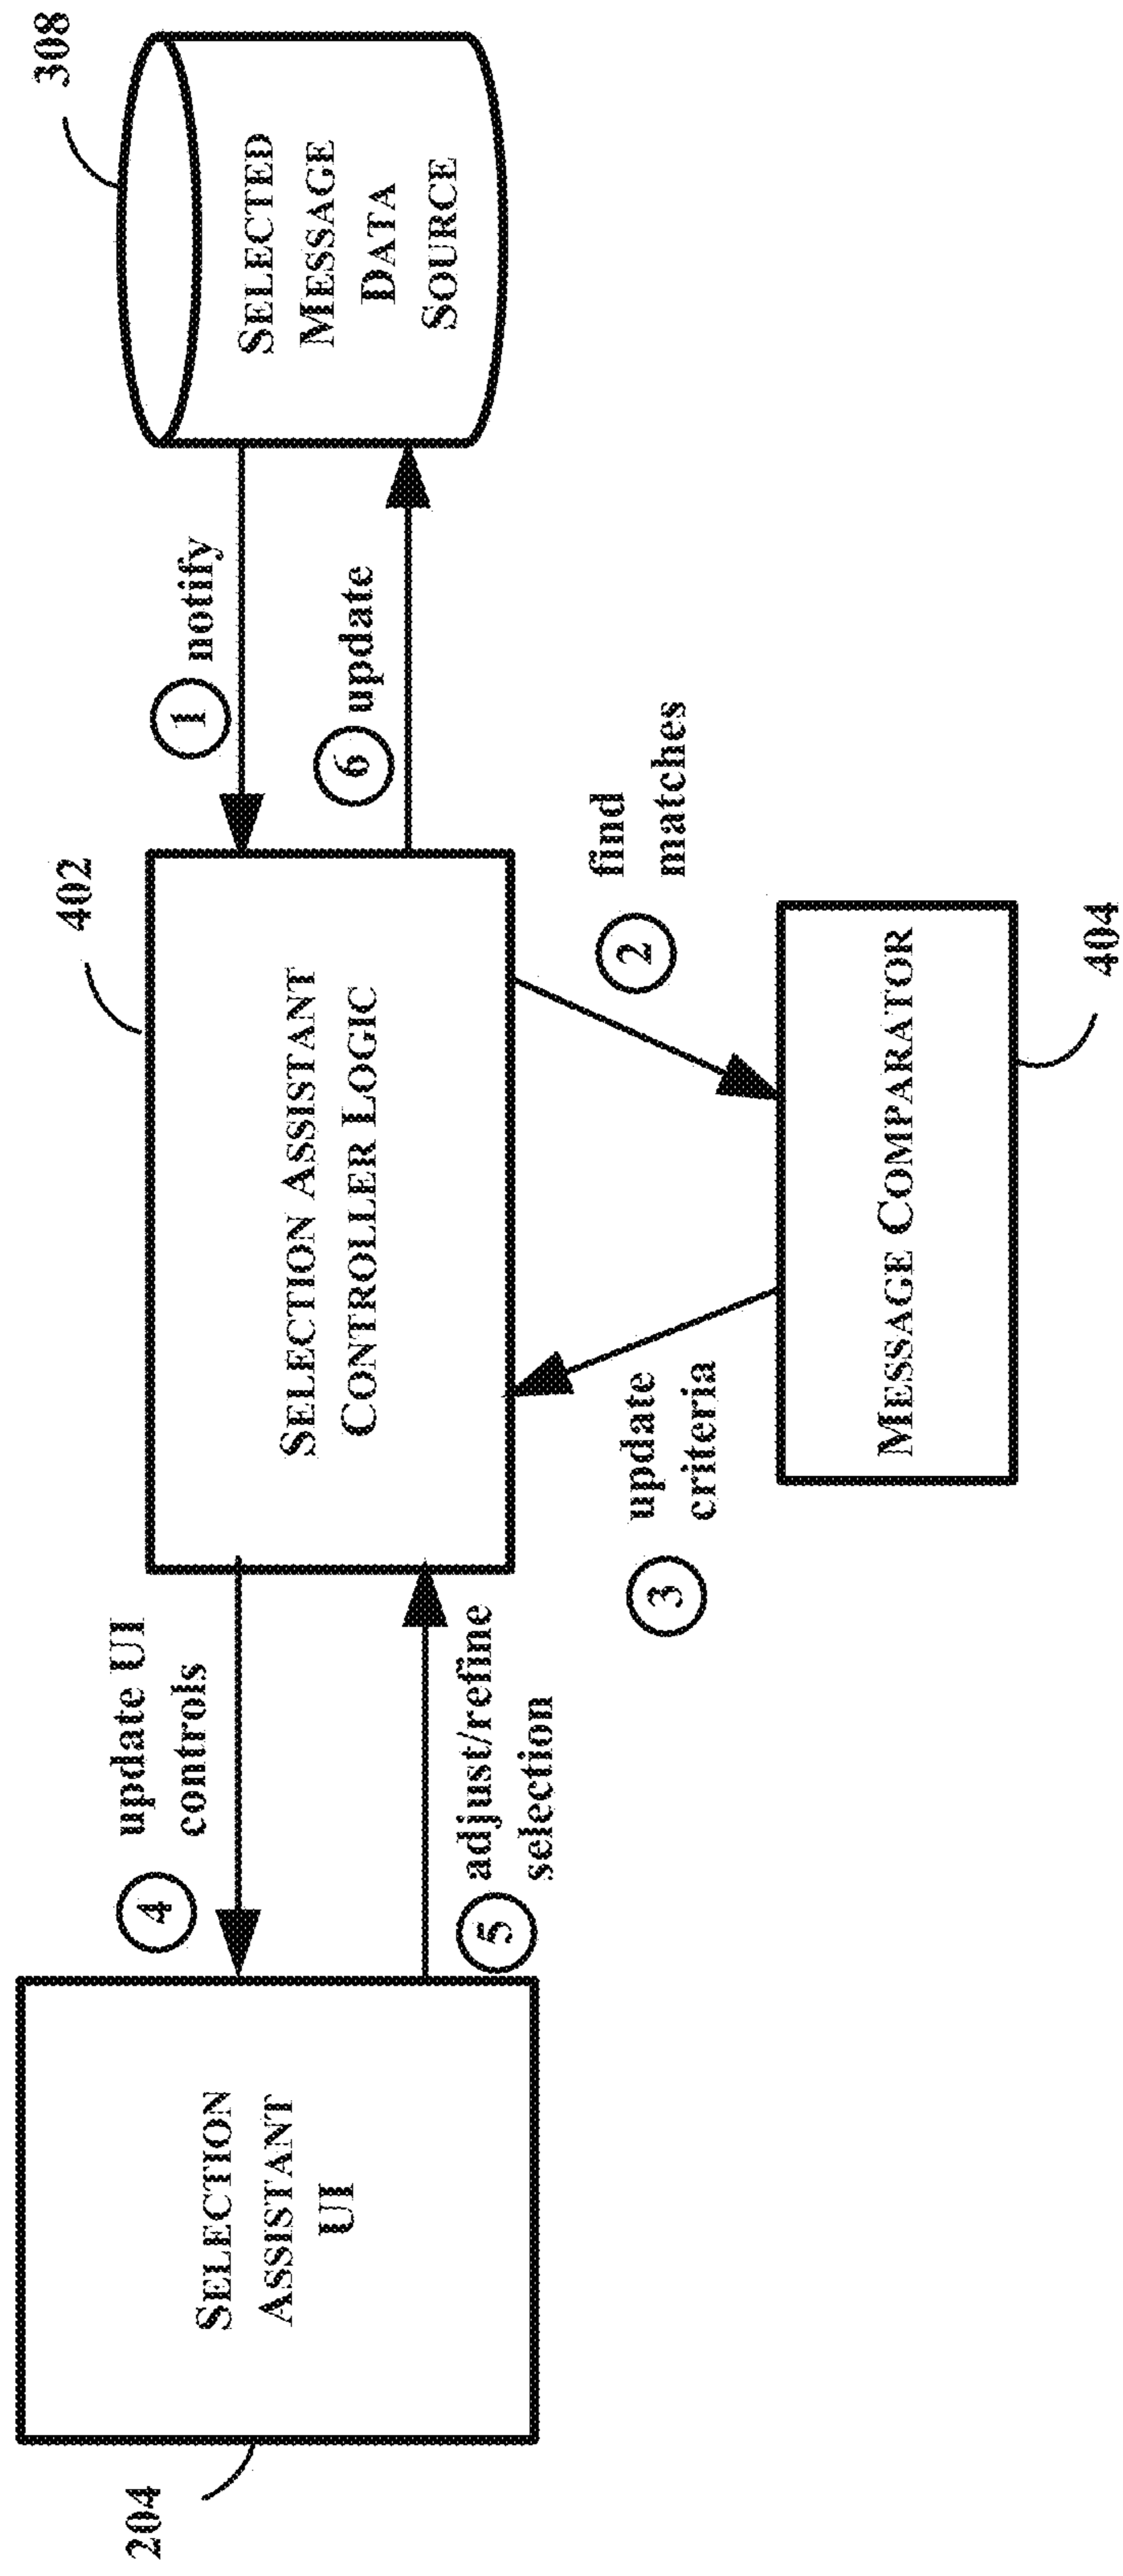 204
SELECTION
ASSISTANT
UI
4
update UI
controls
5
adjust/refine
selection
402
SELECTION ASSISTANT
CONTROLLER LOGIC
3
update
criteria
2
find
matches
MESSAGE COMPARATOR
404
1
notify
6
update
308
SELECTED
MESSAGE
DATA
SOURCE